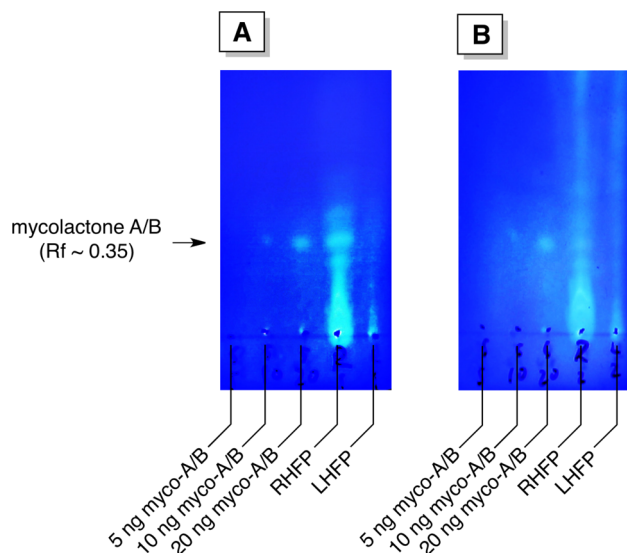 A
B
mycolactone A/B
(Rf ~ 0.35)
5 ng myco-A/B
10 ng myco-A/B
20 ng myco-A/B
RHFP
LHFP
5 ng myco-A/B
10 ng myco-A/B
20 ng myco-A/B
RHFP
LHFP